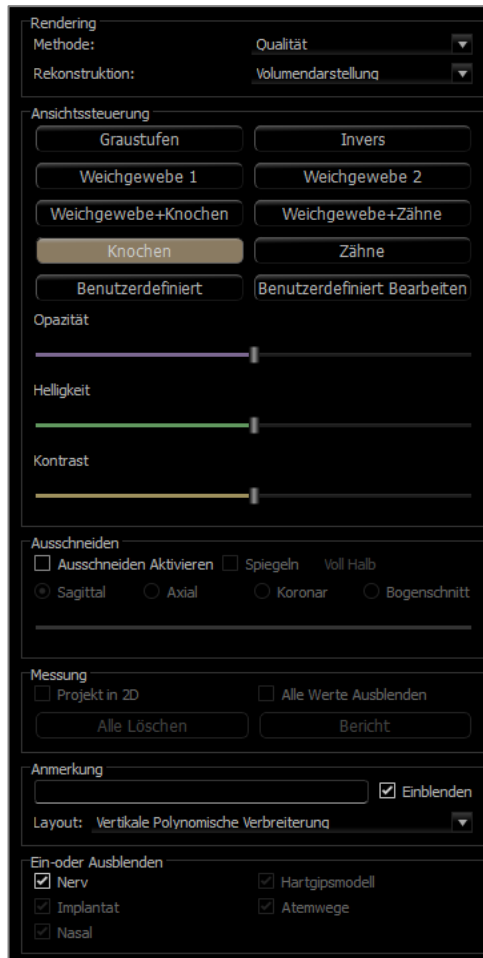 Rendering
Methode: Qualität
Rekonstruktion: Volumendarstellung
Ansichtssteuerung
Graustufen Invers
Weichgewebe 1 Weichgewebe 2
Weichgewebe+Knochen Weichgewebe+Zähne
Knochen Zähne
Benutzerdefiniert Benutzerdefiniert Bearbeiten
Opazität
Helligkeit
Kontrast
Ausschneiden
Ausschneiden Aktivieren Spiegeln Voll Halb
Sagittal Axial Koronar Bogenschnitt
Messung
Projekt in 2D Alle Werte Ausblenden
Alle Löschen Bericht
Anmerkung
Einblenden
Layout: Vertikale Polynomische Verbreiterung
Ein-oder Ausblenden
Nerv Hartgipsmodell
Implantat Atemwege
Nasal